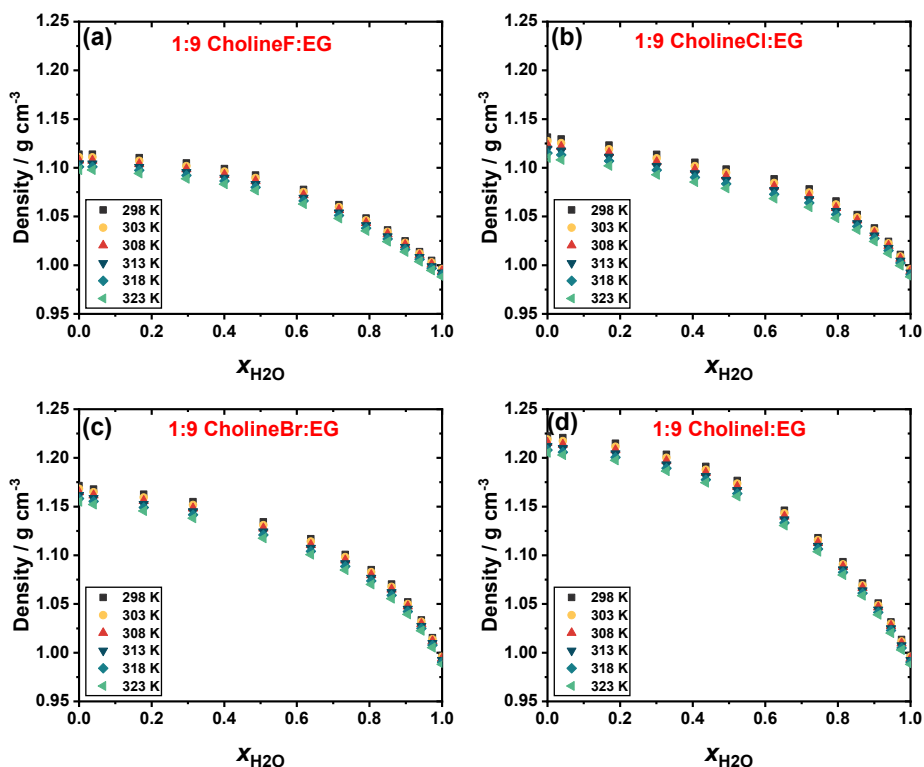 (a) 1:9 CholineF:EG
1.25
1.20
1.15
1.10
1.05
1.00
0.95
Density / g cm⁻³
298 K
303 K
308 K
313 K
318 K
323 K
0.0 0.2 0.4 0.6 0.8 1.0
xH2O
(b) 1:9 CholineCl:EG
1.25
1.20
1.15
1.10
1.05
1.00
0.95
Density / g cm⁻³
298 K
303 K
308 K
313 K
318 K
323 K
0.0 0.2 0.4 0.6 0.8 1.0
xH2O
(c) 1:9 CholineBr:EG
1.25
1.20
1.15
1.10
1.05
1.00
0.95
Density / g cm⁻³
298 K
303 K
308 K
313 K
318 K
323 K
0.0 0.2 0.4 0.6 0.8 1.0
xH2O
(d) 1:9 CholineI:EG
1.25
1.20
1.15
1.10
1.05
1.00
0.95
Density / g cm⁻³
298 K
303 K
308 K
313 K
318 K
323 K
0.0 0.2 0.4 0.6 0.8 1.0
xH2O